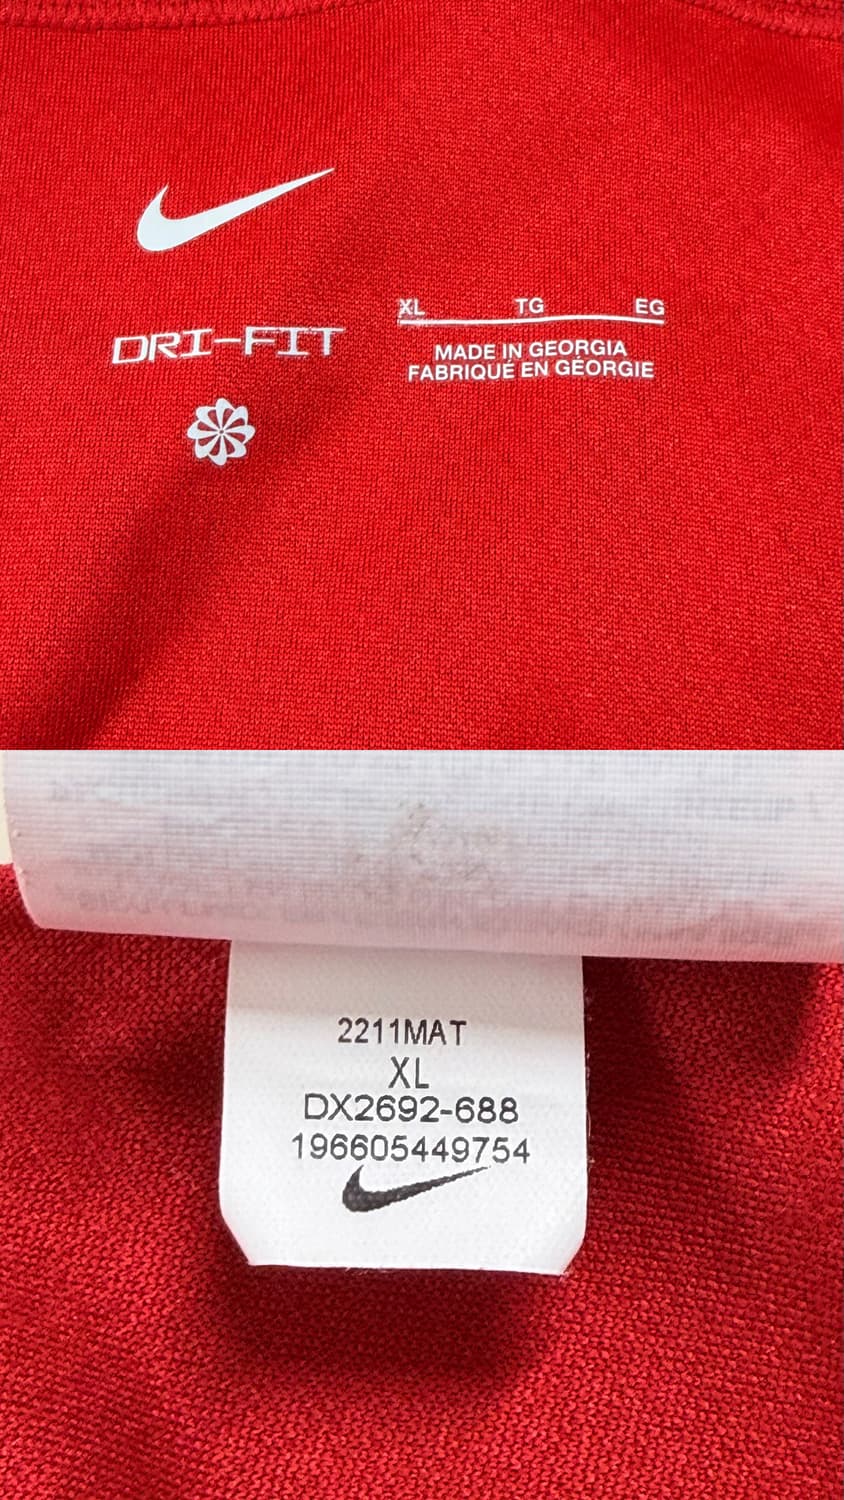 DRI-FIT
XL TG EG
MADE IN GEORGIA
FABRIQUÉ EN GÉORGIE
2211MAT
XL
DX2692-688
196605449754